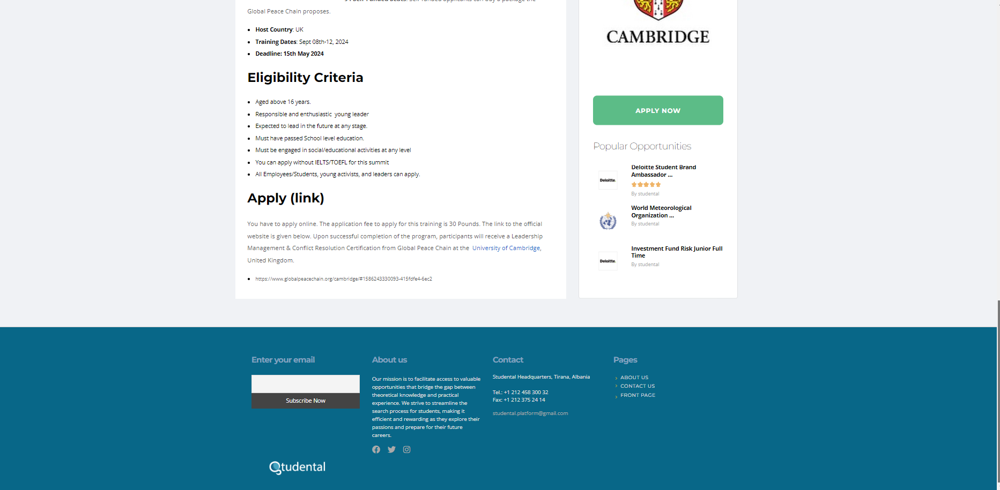 Global Peace Chain proposes.
Host Country: UK
Training Dates: Sept 08th-12, 2024
Deadline: 15th May 2024
Eligibility Criteria
Aged above 16 years.
Responsible and enthusiastic  young leader
Expected to lead in the future at any stage.
Must have passed School level education.
Must be engaged in social/educational activities at any level
You can apply without IELTS/TOEFL for this summit
All Employees/Students, young activists, and leaders can apply.
Apply (link)
You have to apply online. The application fee to apply for this training is 30 Pounds. The link to the official
website is given below. Upon successful completion of the program, participants will receive a Leadership
Management & Conflict Resolution Certification from Global Peace Chain at the  University of Cambridge,
United Kingdom.
https://www.globalpeacechain.org/cambridge/#1586243330093-415fdfe4-6ec2
CAMBRIDGE
APPLY NOW
Popular Opportunities
Deloitte.
Deloitte Student Brand
Ambassador ...
By studental
World Meteorological
Organization ...
By studental
Deloitte.
Investment Fund Risk Junior Full
Time
By studental
Enter your email
Subscribe Now
Studental
About us
Our mission is to facilitate access to valuable
opportunities that bridge the gap between
theoretical knowledge and practical
experience. We strive to streamline the
search process for students, making it
efficient and rewarding as they explore their
passions and prepare for their future
careers.
Contact
Studental Headquarters, Tirana, Albania
Tel.: +1 212 458 300 32
Fax: +1 212 375 24 14
studental.platform@gmail.com
Pages
ABOUT US
CONTACT US
FRONT PAGE